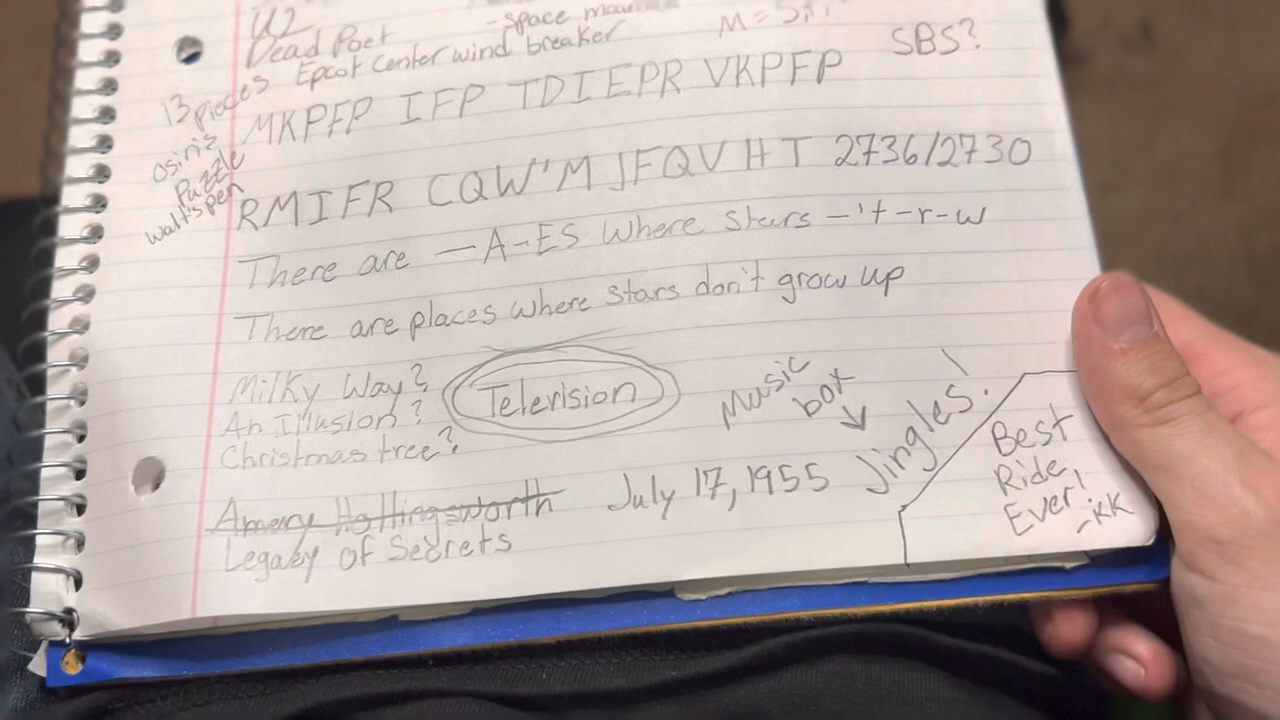 U2
Dead Poet
- space
M =
Epcot Center wind breaker
SBS?
13 pieces
osiris
Puzzle
walt's pen
MKPFP IFP TDIEPR VKPFP
RMIFR CQW'M JFQV HT 2736/2730
There are —A-ES where stars —'t-r-w
There are places where stars don't grow up
Milky Way?
An Illusion?
Christmas tree?
Television
Music
box
Jingles!
Amery Hollingsworth
July 17, 1955
Legacy of Secrets
Best
Ride,
Ever!
-KK